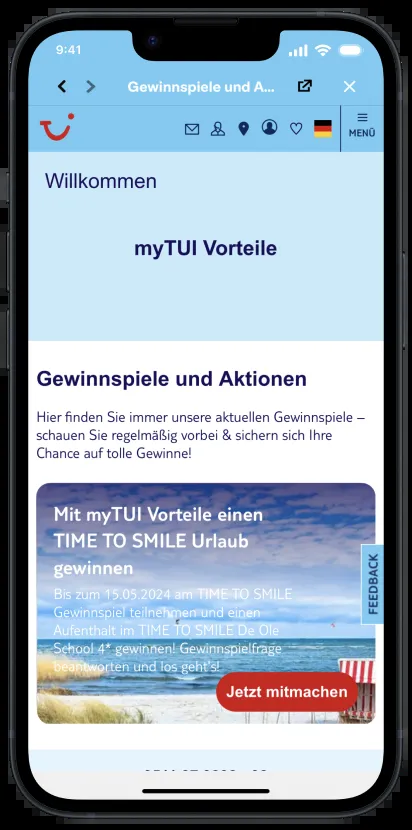 9:41
Gewinnspiele und A...
MENÜ
Willkommen
myTUI Vorteile
Gewinnspiele und Aktionen
Hier finden Sie immer unsere aktuellen Gewinnspiele –
schauen Sie regelmäßig vorbei & sichern sich Ihre
Chance auf tolle Gewinne!
Mit myTUI Vorteile einen
TIME TO SMILE Urlaub
gewinnen
Bis zum 15.05.2024 am TIME TO SMILE
Gewinnspiel teilnehmen und einen
Aufenthalt im TIME TO SMILE De Ole
School 4* gewinnen! Gewinnspielfrage
beantworten und los geht's!
FEEDBACK
Jetzt mitmachen